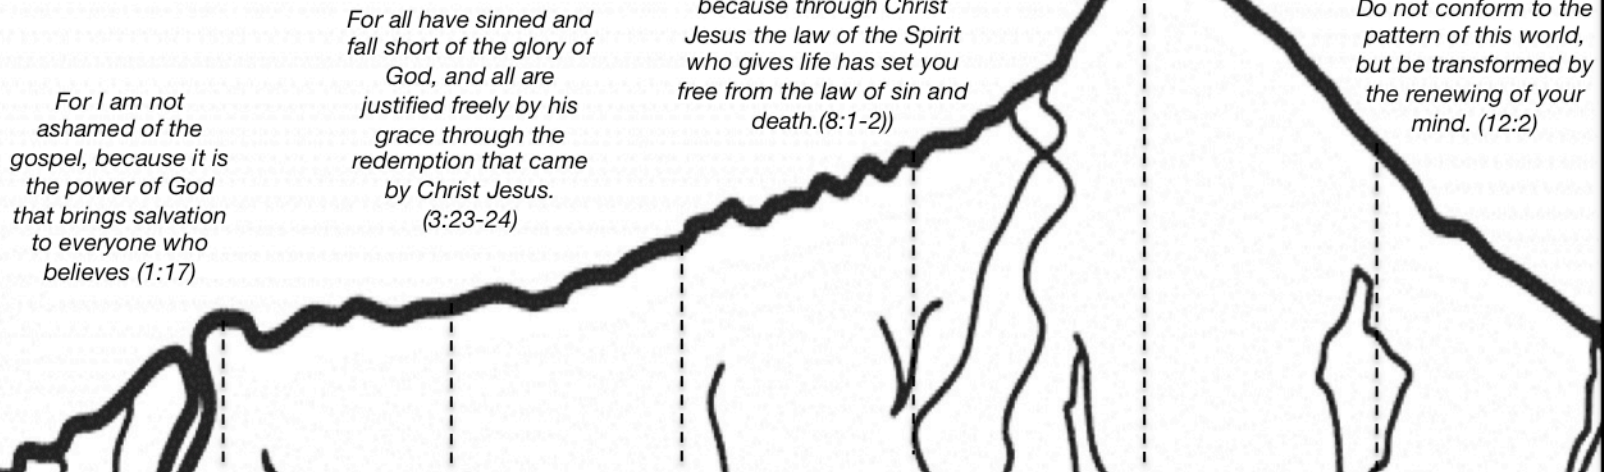 For I am not
ashamed of the
gospel, because it is
the power of God
that brings salvation
to everyone who
believes (1:17)
For all have sinned and
fall short of the glory of
God, and all are
justified freely by his
grace through the
redemption that came
by Christ Jesus.
(3:23-24)
because through Christ
Jesus the law of the Spirit
who gives life has set you
free from the law of sin and
death.(8:1-2))
Do not conform to the
pattern of this world,
but be transformed by
the renewing of your
mind. (12:2)